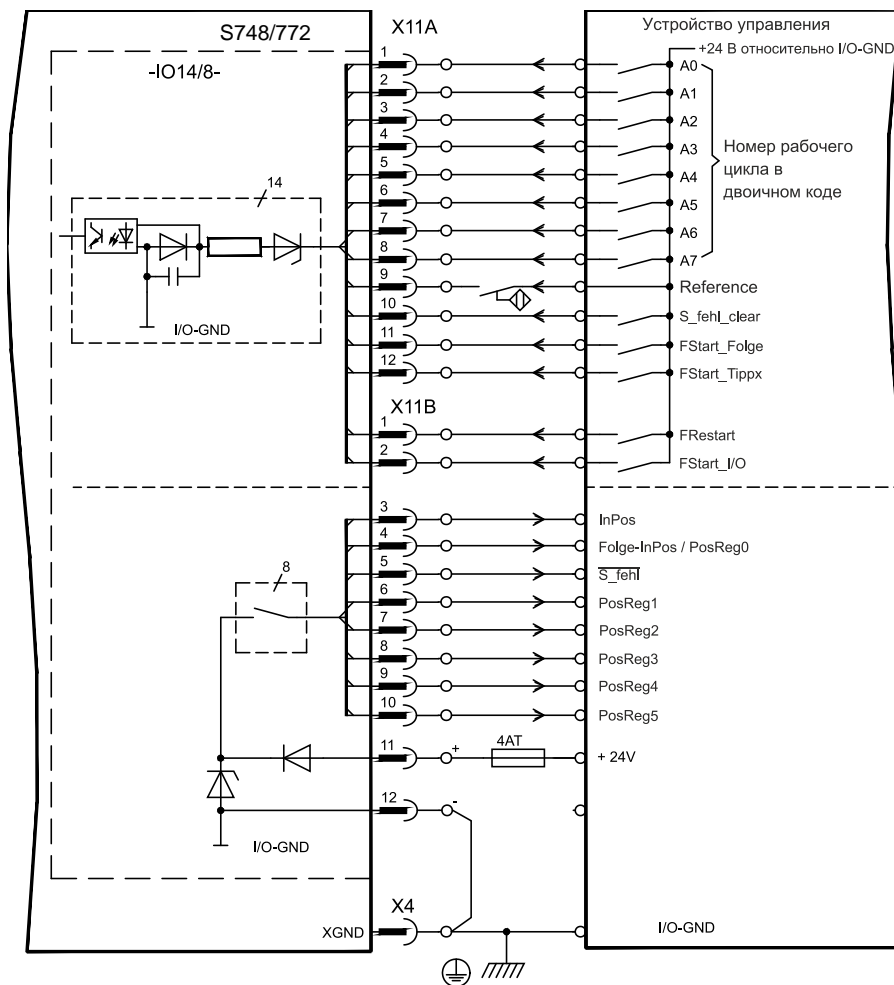 S748/772
X11A
Устройство управления
+24 В относительно I/O-GND
-IO14/8-
1
A0
2
A1
3
A2
4
A3
5
A4
6
A5
7
A6
8
A7
Номер рабочего
цикла в
двоичном коде
14
I/O-GND
9
Reference
10
S_fehl_clear
11
FStart_Folge
12
FStart_Tippx
X11B
1
FRestart
2
FStart_I/O
3
InPos
4
Folge-InPos / PosReg0
5
S_fehl
8
6
PosReg1
7
PosReg2
8
PosReg3
9
PosReg4
10
PosReg5
11
+
4AT
+ 24V
12
-
I/O-GND
X4
XGND
I/O-GND